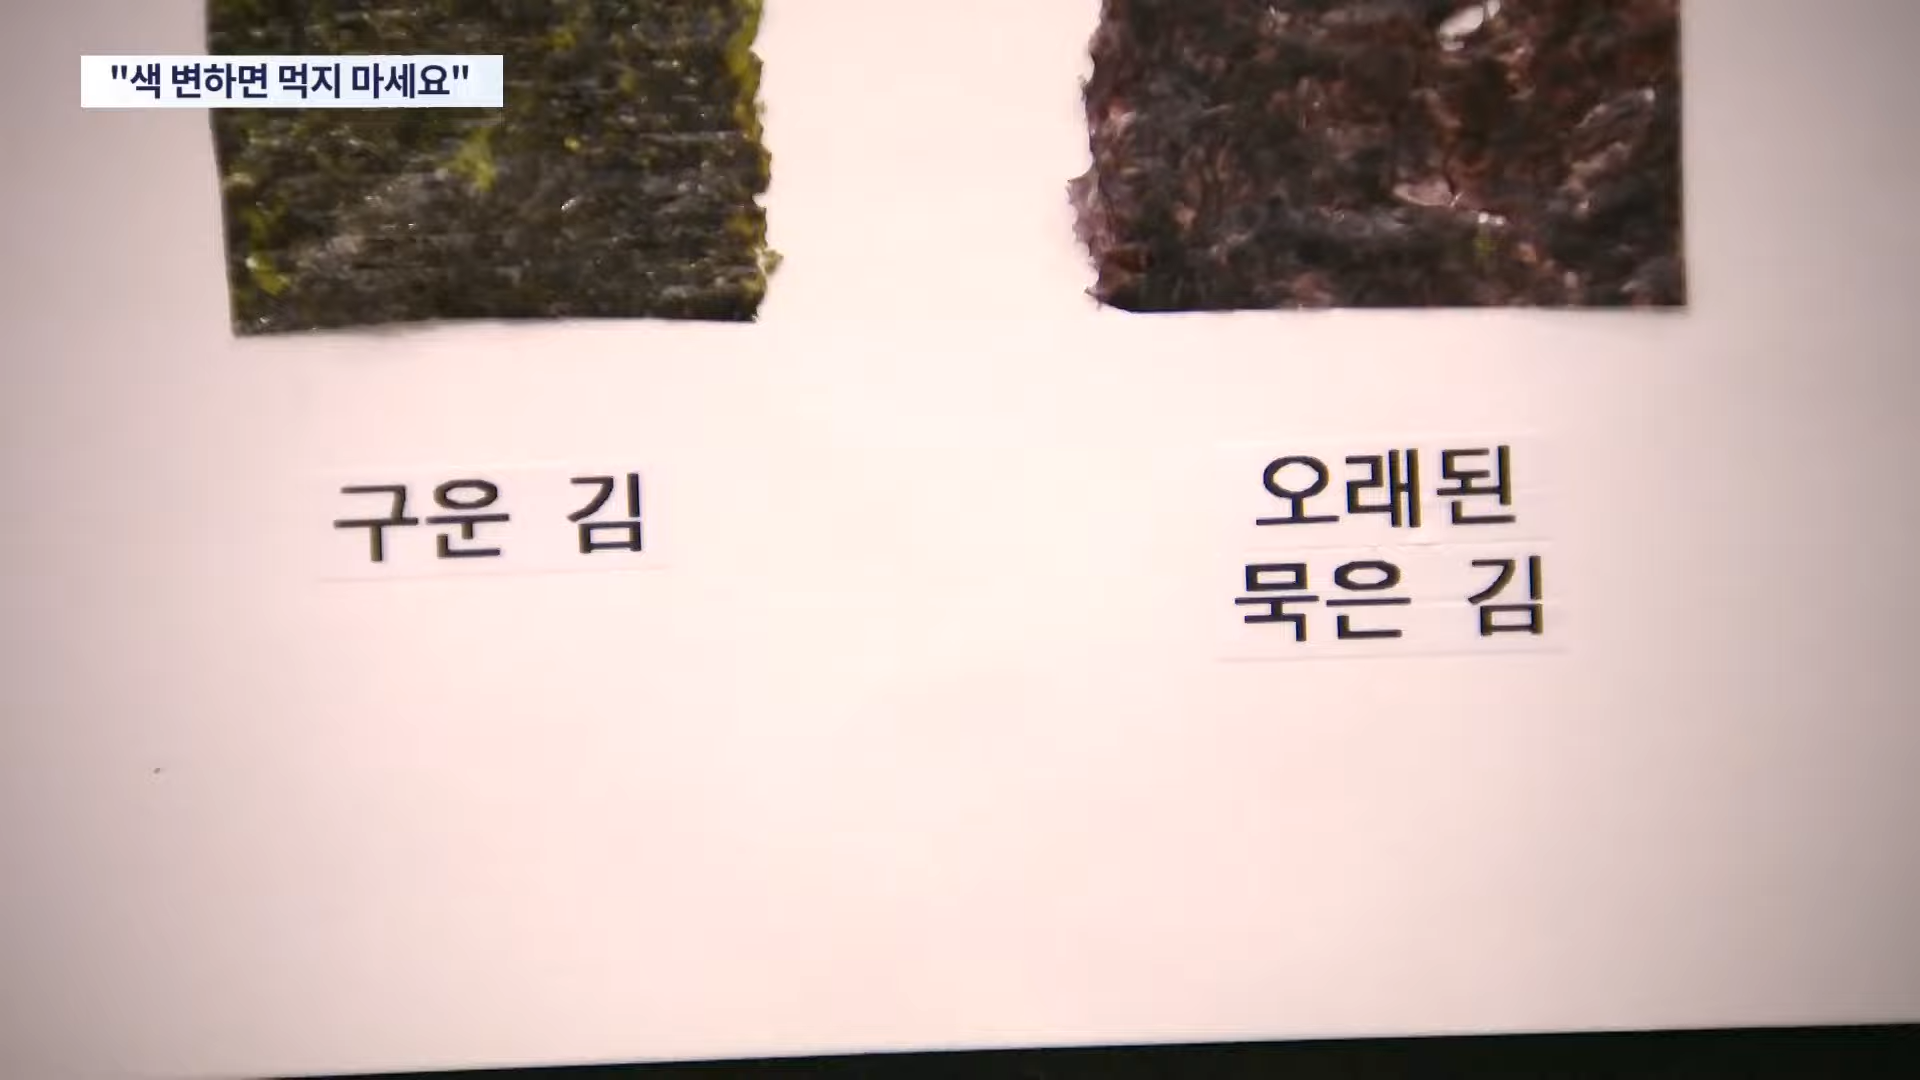 "색 변하면 먹지 마세요"
구운 김
오래된
묵은 김